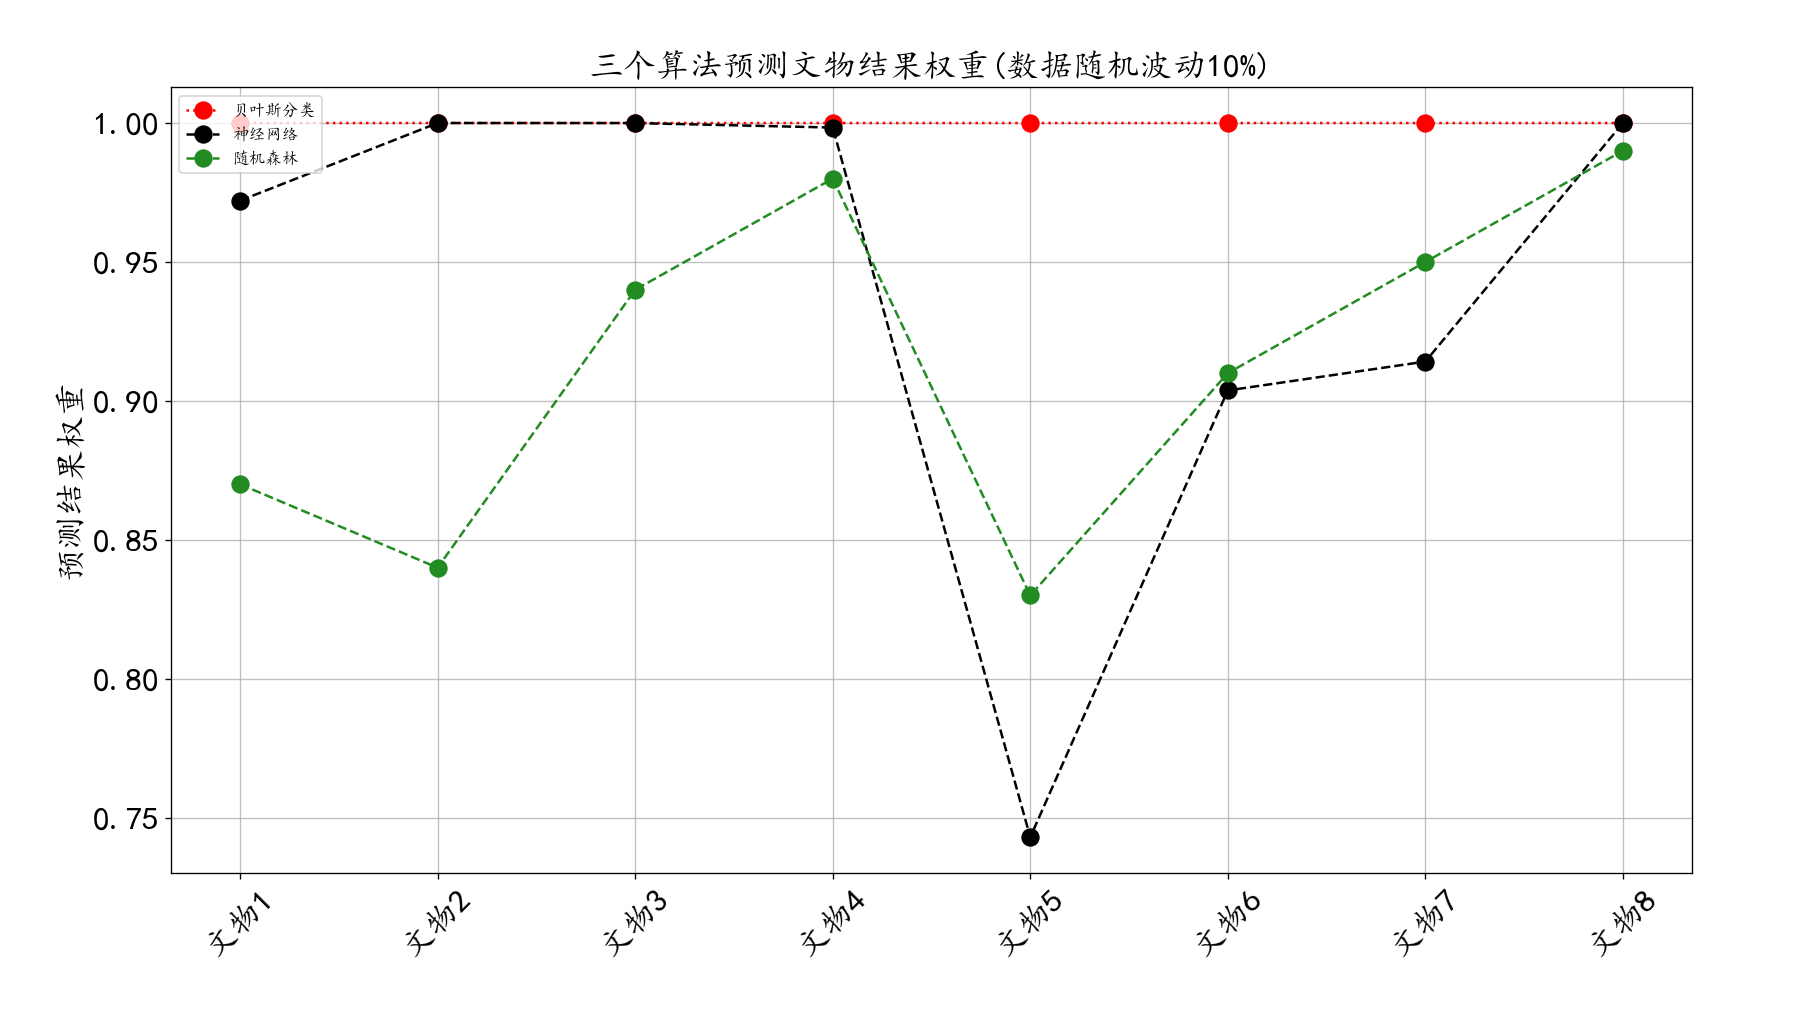 三个算法预测文物结果权重(数据随机波动10%)
贝叶斯分类
神经网络
随机森林
预测结果权重
1.00
0.95
0.90
0.85
0.80
0.75
文物1
文物2
文物3
文物4
文物5
文物6
文物7
文物8